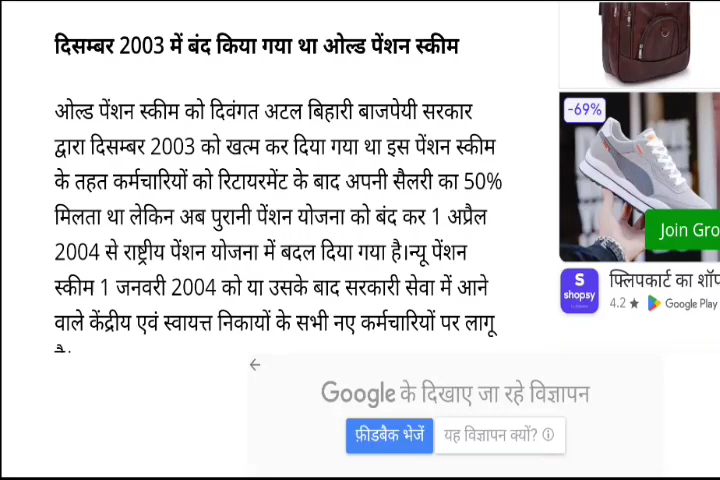 दिसम्बर 2003 में बंद किया गया था ओल्ड पेंशन स्कीम
ओल्ड पेंशन स्कीम को दिवंगत अटल बिहारी बाजपेयी सरकार
द्वारा दिसम्बर 2003 को खत्म कर दिया गया था इस पेंशन स्कीम
के तहत कर्मचारियों को रिटायरमेंट के बाद अपनी सैलरी का 50%
मिलता था लेकिन अब पुरानी पेंशन योजना को बंद कर 1 अप्रैल
2004 से राष्ट्रीय पेंशन योजना में बदल दिया गया है।न्यू पेंशन
स्कीम 1 जनवरी 2004 को या उसके बाद सरकारी सेवा में आने
वाले केंद्रीय एवं स्वायत्त निकायों के सभी नए कर्मचारियों पर लागू
-69%
Join Gro
S
shopsy
फ्लिपकार्ट का शॉप
4.2 ★ Google Play
Google के दिखाए जा रहे विज्ञापन
फ़ीडबैक भेजें
यह विज्ञापन क्यों?